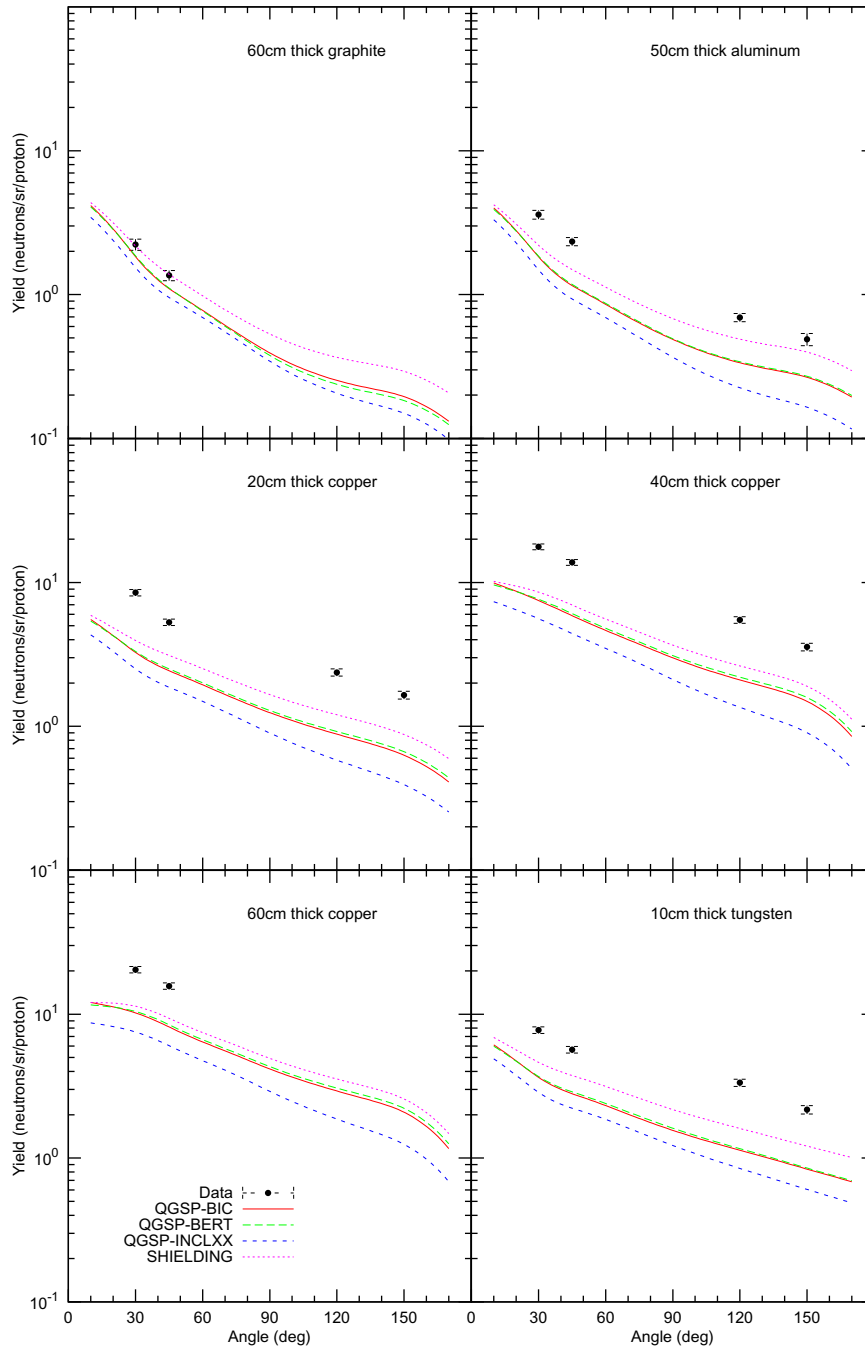 60cm thick graphite
50cm thick aluminum
Yield (neutrons/sr/proton)
10^1
10^0
10^-1
20cm thick copper
40cm thick copper
Yield (neutrons/sr/proton)
10^1
10^0
10^-1
60cm thick copper
10cm thick tungsten
Yield (neutrons/sr/proton)
10^1
10^0
10^-1
Data
QGSP-BIC
QGSP-BERT
QGSP-INCLXX
SHIELDING
0 30 60 90 120 150
0 30 60 90 120 150
Angle (deg)
Angle (deg)